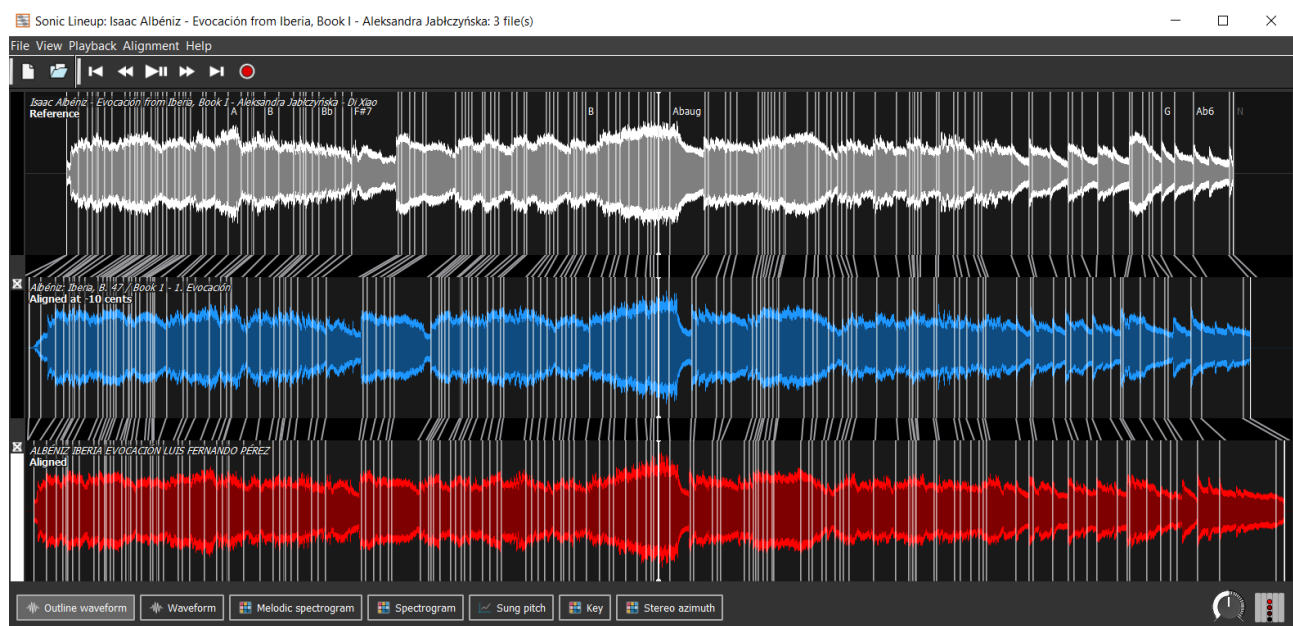 Sonic Lineup: Isaac Albéniz - Evocación from Iberia, Book I - Aleksandra Jabłczyńska: 3 file(s)
File View Playback Alignment Help
Isaac Albéniz - Evocación from Iberia, Book I - Aleksandra Jabłczyńska - Di Xiao
Reference A B Bb F#7 B Abaug G Ab6 N
Albéniz: Iberia, B. 47 / Book 1 - 1. Evocación
Aligned at -10 cents
ALBÉNIZ IBERIA EVOCACIÓN LUIS FERNANDO PÉREZ
Aligned
Outline waveform Waveform Melodic spectrogram Spectrogram Sung pitch Key Stereo azimuth